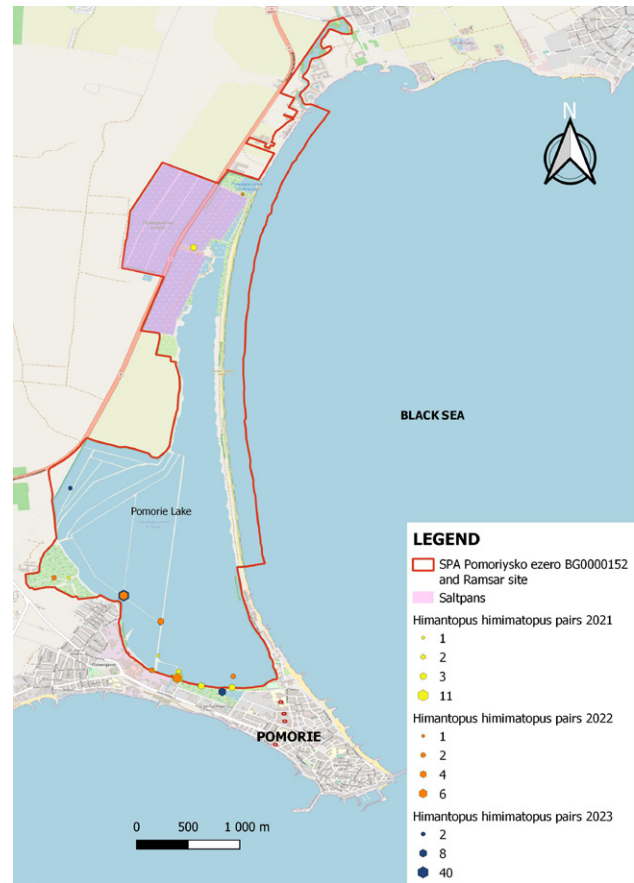 N
BLACK SEA
Pomorie Lake
POMORIE
0 500 1 000 m
LEGEND
SPA Pomoriysko ezero BG0000152
and Ramsar site
Saltpans
Himantopus himimatopus pairs 2021
1
2
3
11
Himantopus himimatopus pairs 2022
1
2
4
6
Himantopus himimatopus pairs 2023
2
8
40